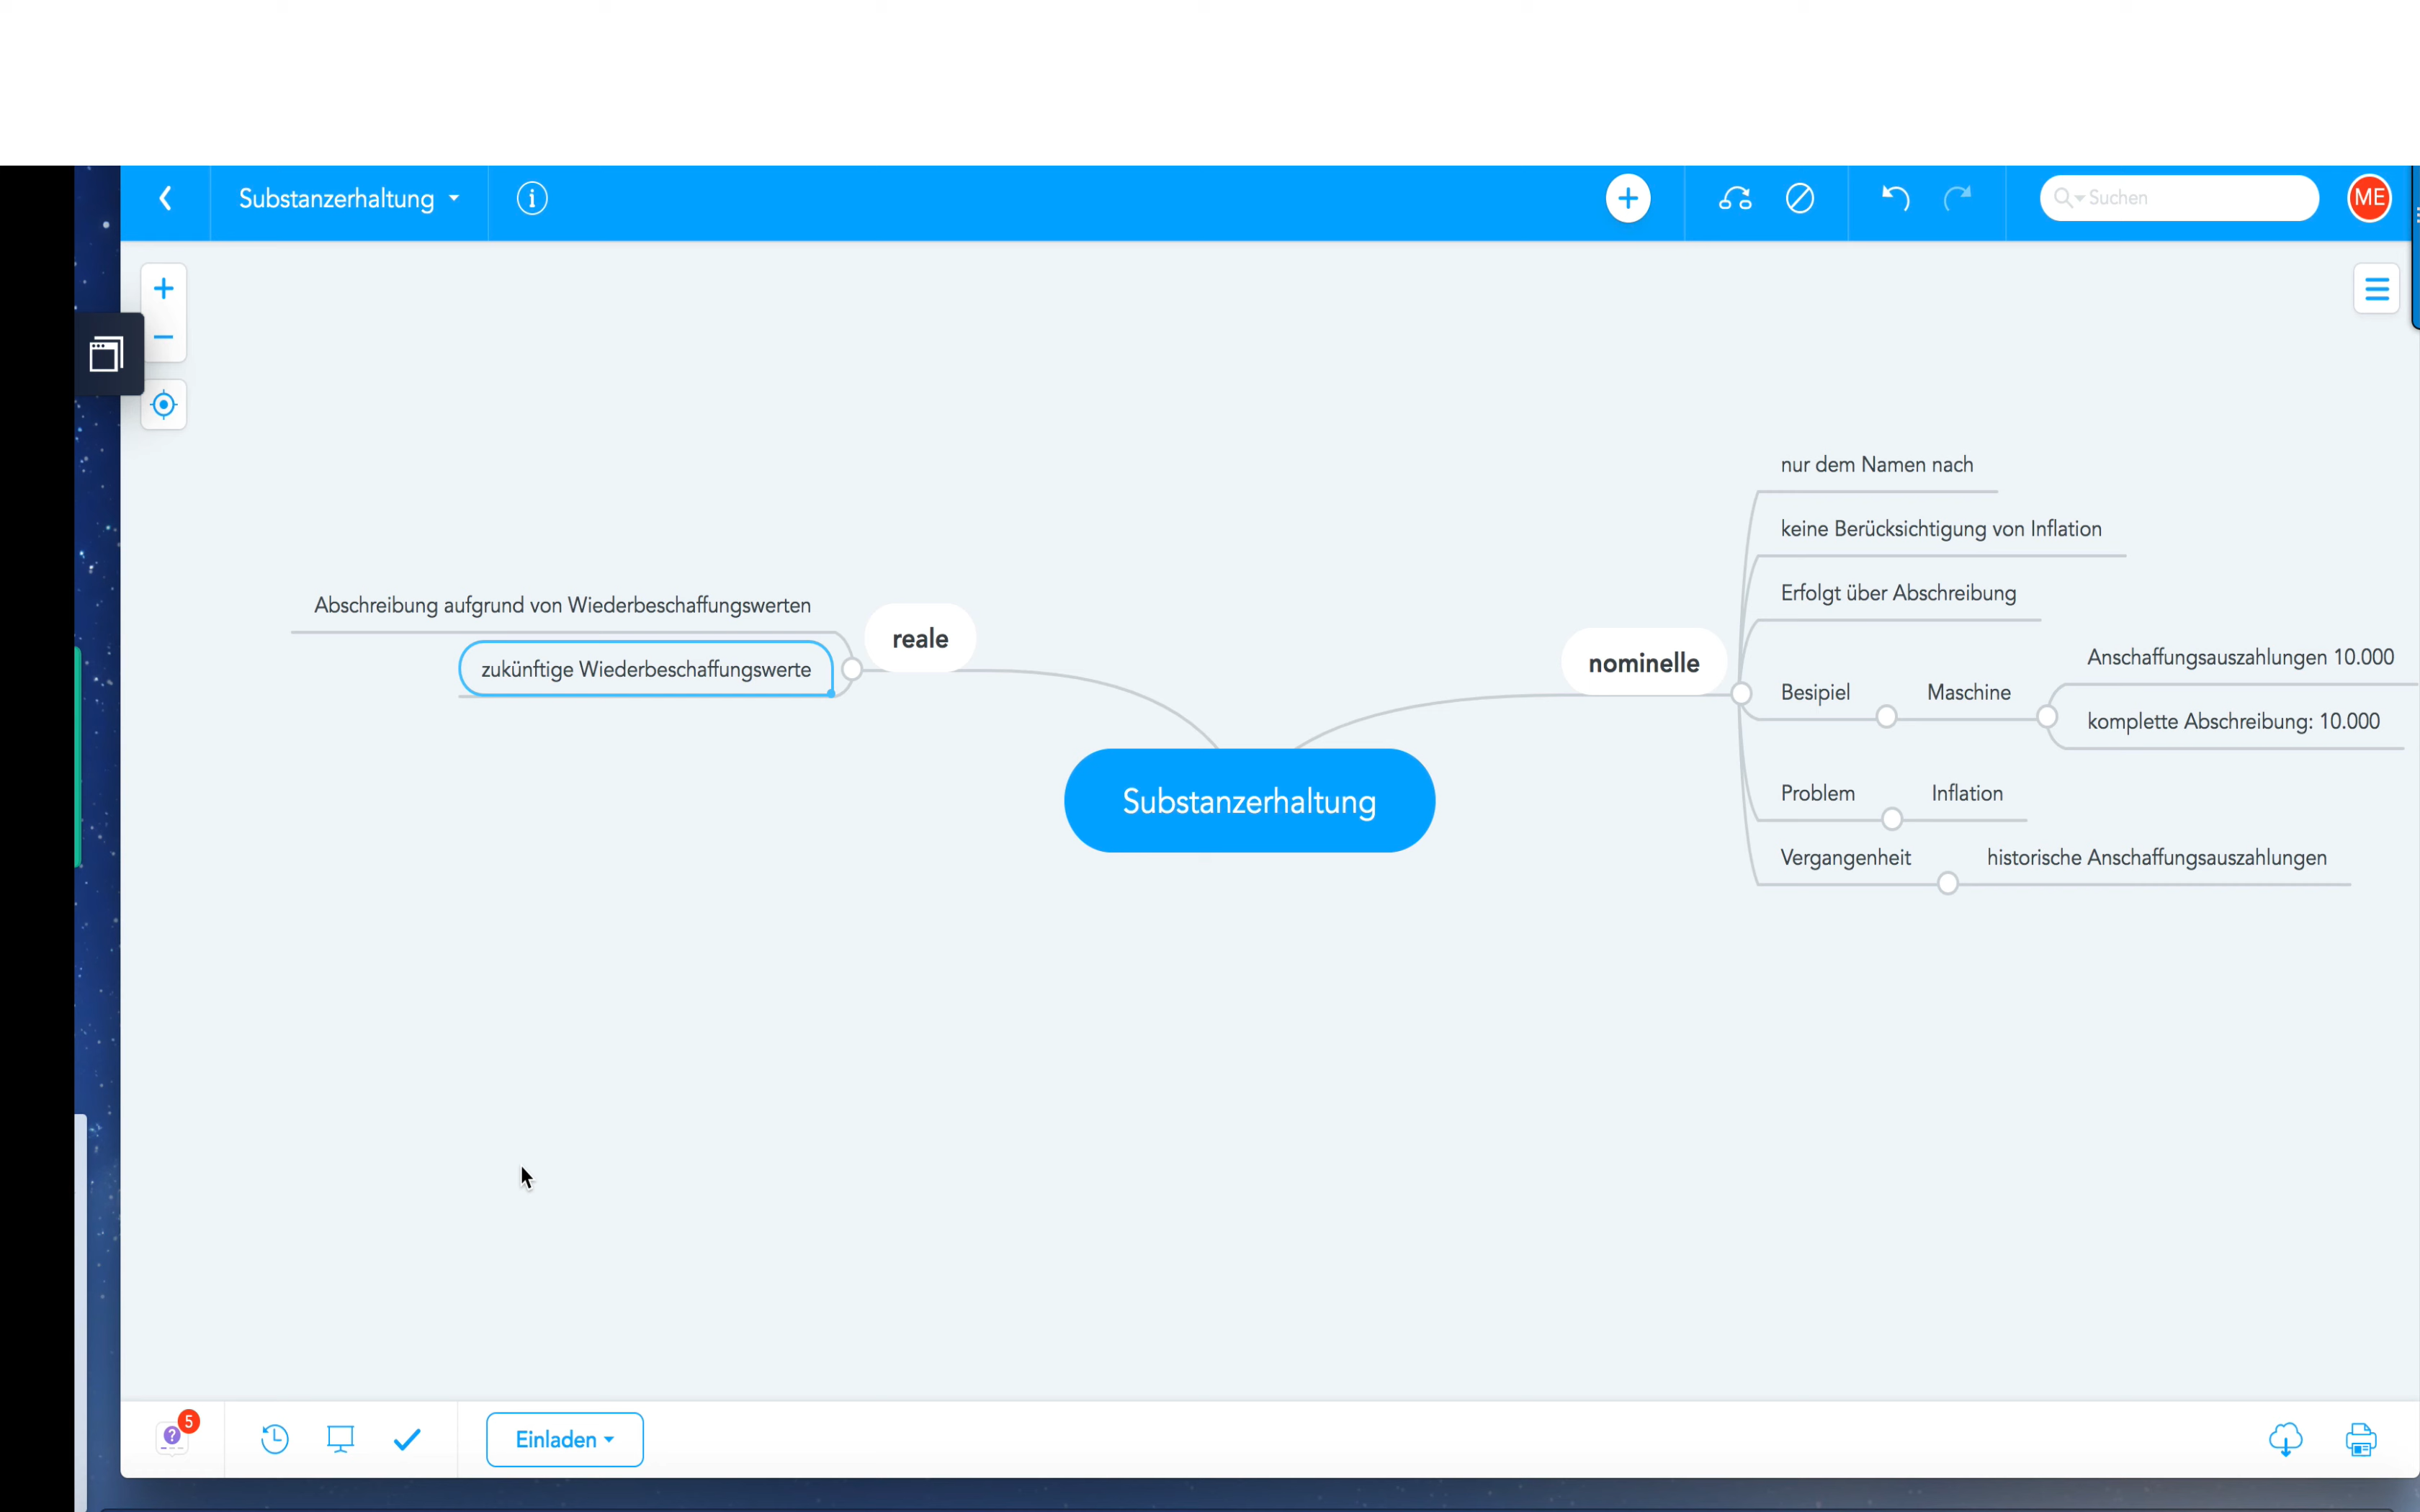 Substanzerhaltung
Suchen
ME
nur dem Namen nach
keine Berücksichtigung von Inflation
Erfolgt über Abschreibung
Abschreibung aufgrund von Wiederbeschaffungswerten
reale
zukünftige Wiederbeschaffungswerte
nominelle
Anschaffungsauszahlungen 10.000
Besipiel
Maschine
komplette Abschreibung: 10.000
Problem
Inflation
Substanzerhaltung
Vergangenheit
historische Anschaffungsauszahlungen
5
Einladen